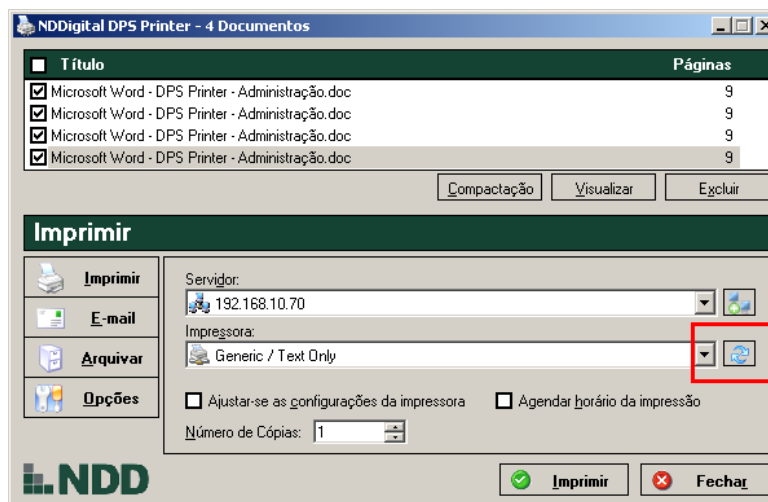 NDDigital DPS Printer - 4 Documentos
Título Páginas
Microsoft Word - DPS Printer - Administração.doc 9
Microsoft Word - DPS Printer - Administração.doc 9
Microsoft Word - DPS Printer - Administração.doc 9
Microsoft Word - DPS Printer - Administração.doc 9
Compactação Visualizar Excluir
Imprimir
Imprimir
E-mail
Arquivar
Opções
Servidor:
192.168.10.70
Impressora:
Generic / Text Only
Ajustar-se as configurações da impressora Agendar horário da impressão
Número de Cópias: 1
NDD
Imprimir Fechar